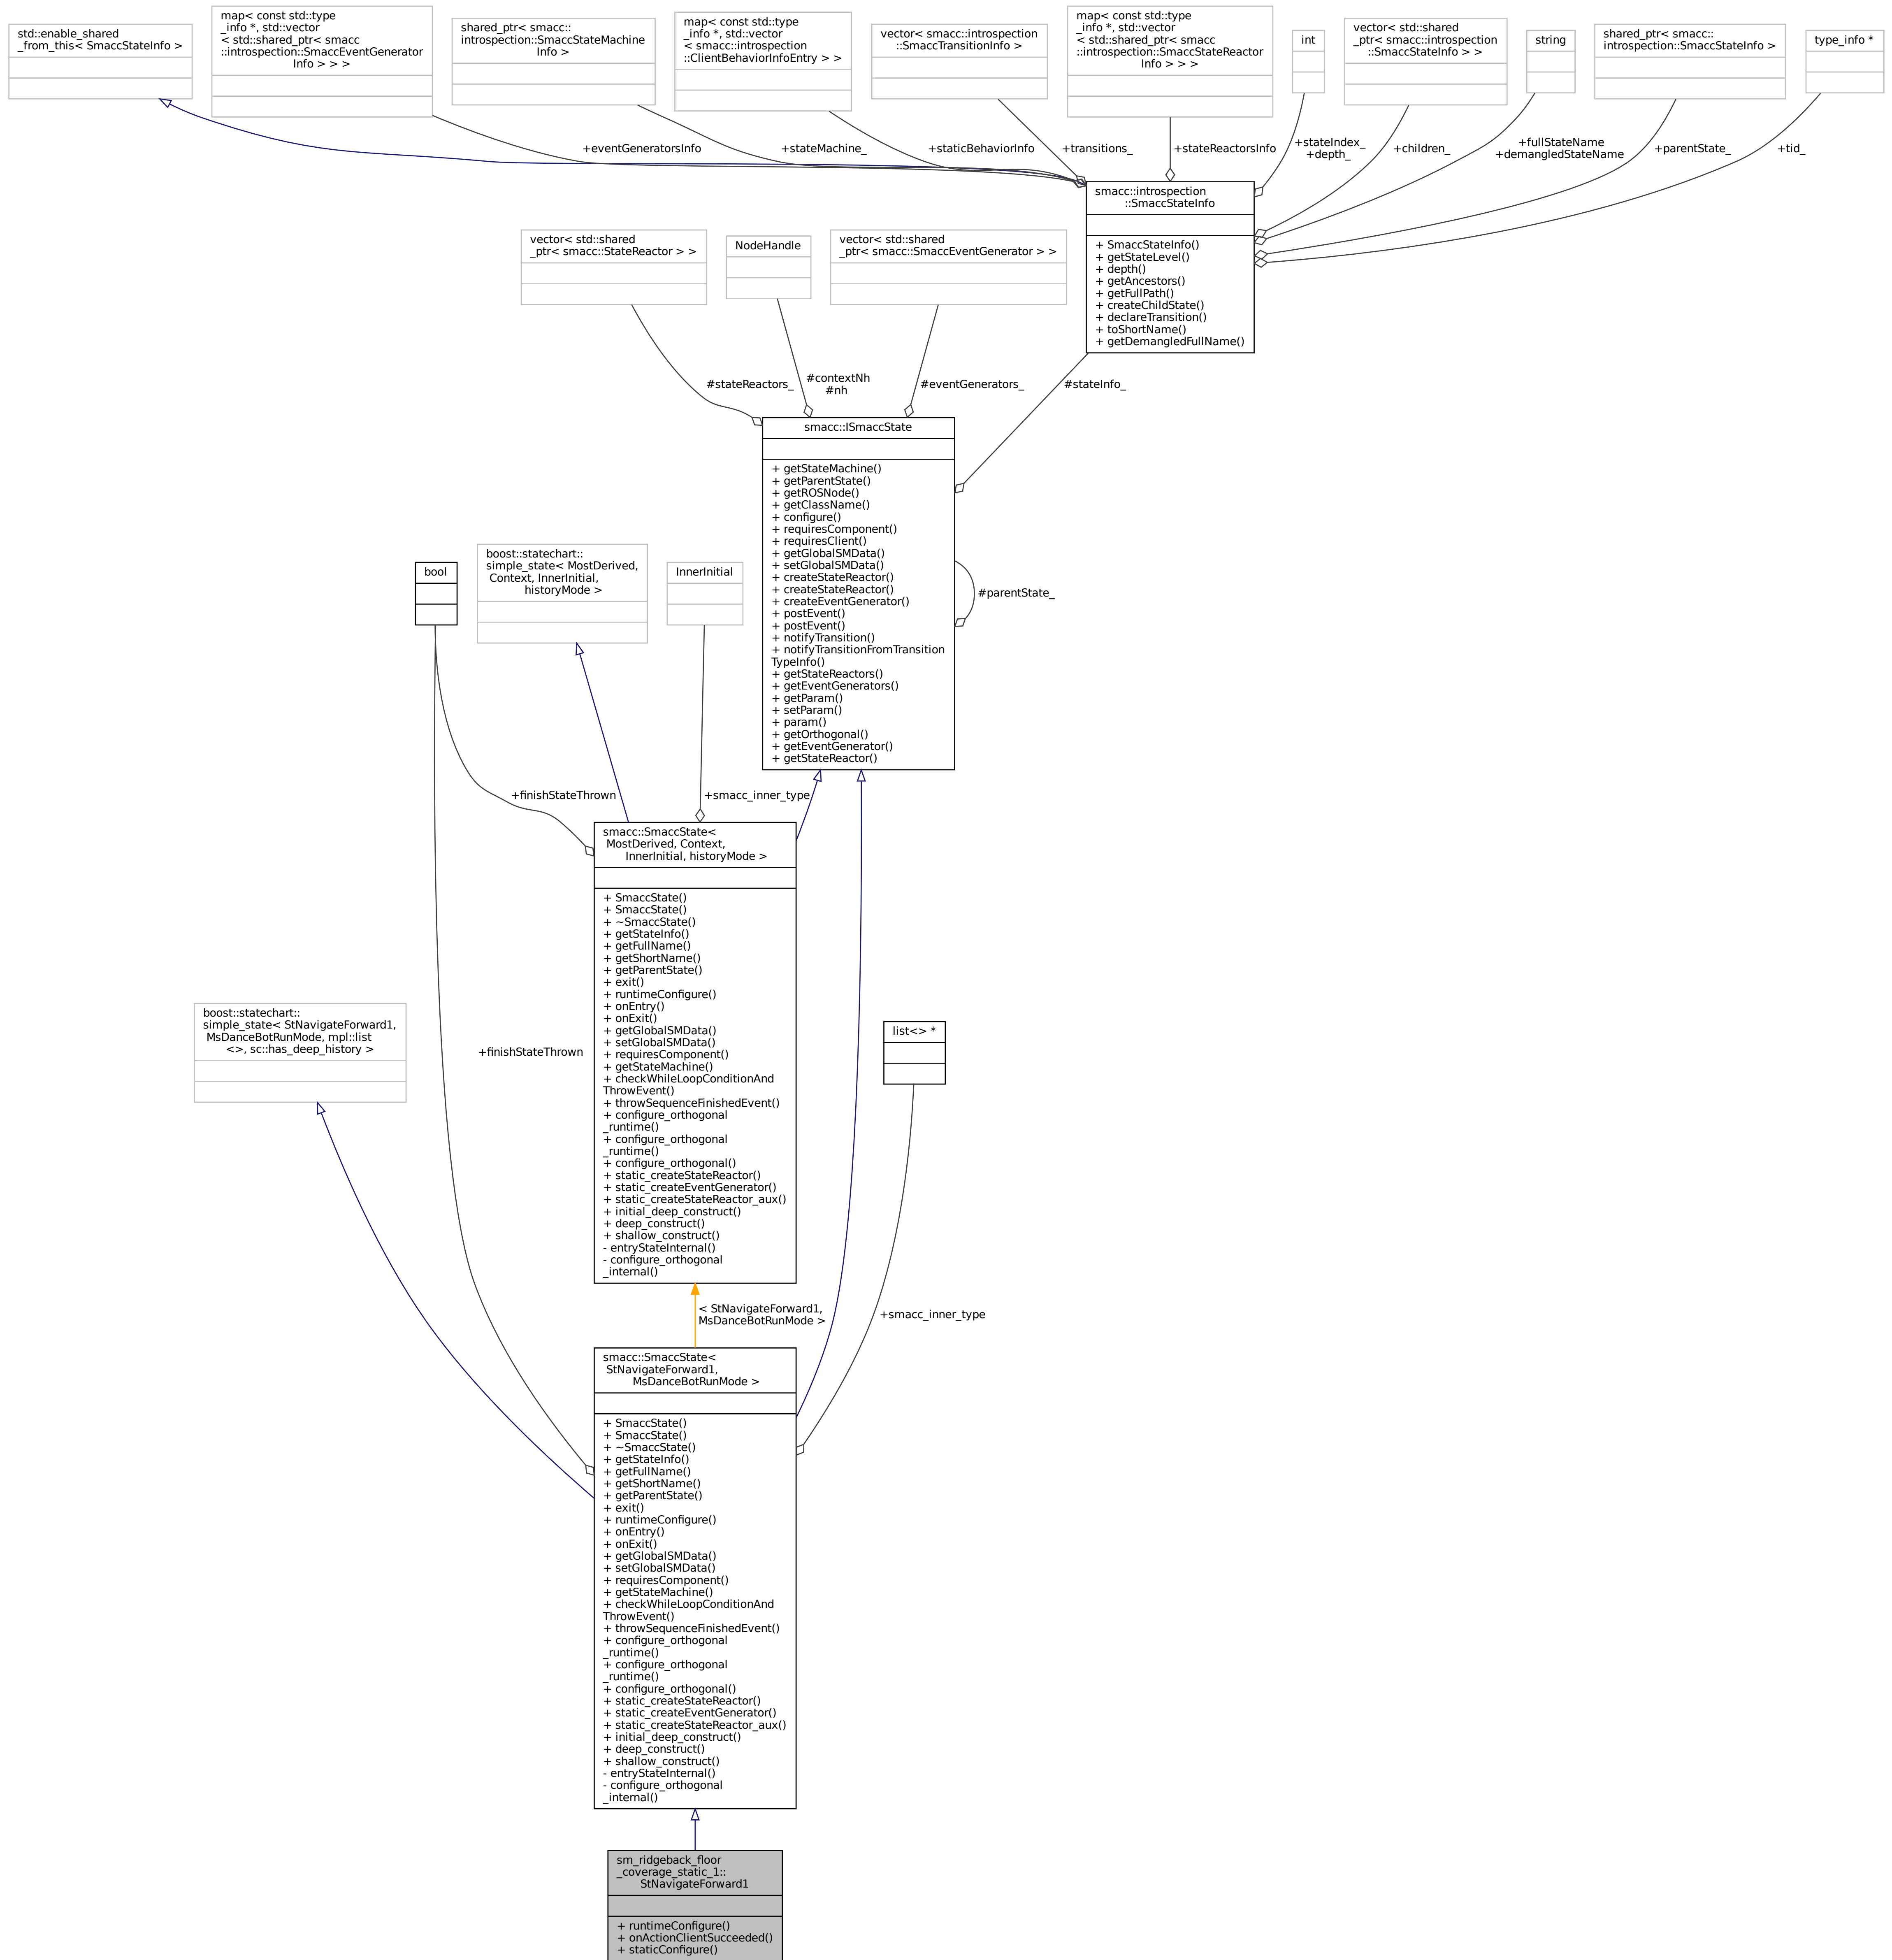 std::enable_shared
_from_this< SmaccStateInfo >
map< const std::type
_info *, std::vector
< std::shared_ptr< smacc
::introspection::SmaccEventGenerator
Info > > >
shared_ptr< smacc::
introspection::SmaccStateMachine
Info >
map< const std::type
_info *, std::vector
< smacc::introspection
::ClientBehaviorInfoEntry > >
vector< smacc::introspection
::SmaccTransitionInfo >
map< const std::type
_info *, std::vector
< std::shared_ptr< smacc
::introspection::SmaccStateReactor
Info > > >
int
vector< std::shared
_ptr< smacc::introspection
::SmaccStateInfo > >
string
shared_ptr< smacc::
introspection::SmaccStateInfo >
type_info *
+eventGeneratorsInfo
+stateMachine_
+staticBehaviorInfo
+transitions_
+stateReactorsInfo
+stateIndex_
+depth_
+children_
+fullStateName
+demangledStateName
+parentState_
+tid_
smacc::introspection
::SmaccStateInfo
+ SmaccStateInfo()
+ getStateLevel()
+ depth()
+ getAncestors()
+ getFullPath()
+ createChildState()
+ declareTransition()
+ toShortName()
+ getDemangledFullName()
vector< std::shared
_ptr< smacc::StateReactor > >
NodeHandle
vector< std::shared
_ptr< smacc::SmaccEventGenerator > >
#stateReactors_
#contextNh
#nh
#eventGenerators_
#stateInfo_
smacc::ISmaccState
+ getStateMachine()
+ getParentState()
+ getROSNode()
+ getClassName()
+ configure()
+ requiresComponent()
+ requiresClient()
+ getGlobalSMData()
+ setGlobalSMData()
+ createStateReactor()
+ createStateReactor()
+ createEventGenerator()
+ postEvent()
+ postEvent()
+ notifyTransition()
+ notifyTransitionFromTransition
TypeInfo()
+ getStateReactors()
+ getEventGenerators()
+ getParam()
+ setParam()
+ param()
+ getOrthogonal()
+ getEventGenerator()
+ getStateReactor()
#parentState_
bool
boost::statechart::
simple_state< MostDerived,
Context, InnerInitial,
historyMode >
InnerInitial
+finishStateThrown
+smacc_inner_type
smacc::SmaccState<
MostDerived, Context,
InnerInitial, historyMode >
+ SmaccState()
+ SmaccState()
+ ~SmaccState()
+ getStateInfo()
+ getFullName()
+ getShortName()
+ getParentState()
+ exit()
+ runtimeConfigure()
+ onEntry()
+ onExit()
+ getGlobalSMData()
+ setGlobalSMData()
+ requiresComponent()
+ getStateMachine()
+ checkWhileLoopConditionAnd
ThrowEvent()
+ throwSequenceFinishedEvent()
+ configure_orthogonal
_runtime()
+ configure_orthogonal
_runtime()
+ configure_orthogonal()
+ static_createStateReactor()
+ static_createEventGenerator()
+ static_createStateReactor_aux()
+ initial_deep_construct()
+ deep_construct()
+ shallow_construct()
- entryStateInternal()
- configure_orthogonal
_internal()
boost::statechart::
simple_state< StNavigateForward1,
MsDanceBotRunMode, mpl::list
<>, sc::has_deep_history >
+finishStateThrown
list<> *
< StNavigateForward1,
MsDanceBotRunMode >
+smacc_inner_type
smacc::SmaccState<
StNavigateForward1,
MsDanceBotRunMode >
+ SmaccState()
+ SmaccState()
+ ~SmaccState()
+ getStateInfo()
+ getFullName()
+ getShortName()
+ getParentState()
+ exit()
+ runtimeConfigure()
+ onEntry()
+ onExit()
+ getGlobalSMData()
+ setGlobalSMData()
+ requiresComponent()
+ getStateMachine()
+ checkWhileLoopConditionAnd
ThrowEvent()
+ throwSequenceFinishedEvent()
+ configure_orthogonal
_runtime()
+ configure_orthogonal
_runtime()
+ configure_orthogonal()
+ static_createStateReactor()
+ static_createEventGenerator()
+ static_createStateReactor_aux()
+ initial_deep_construct()
+ deep_construct()
+ shallow_construct()
- entryStateInternal()
- configure_orthogonal
_internal()
sm_ridgeback_floor
_coverage_static_1::
StNavigateForward1
+ runtimeConfigure()
+ onActionClientSucceeded()
+ staticConfigure()